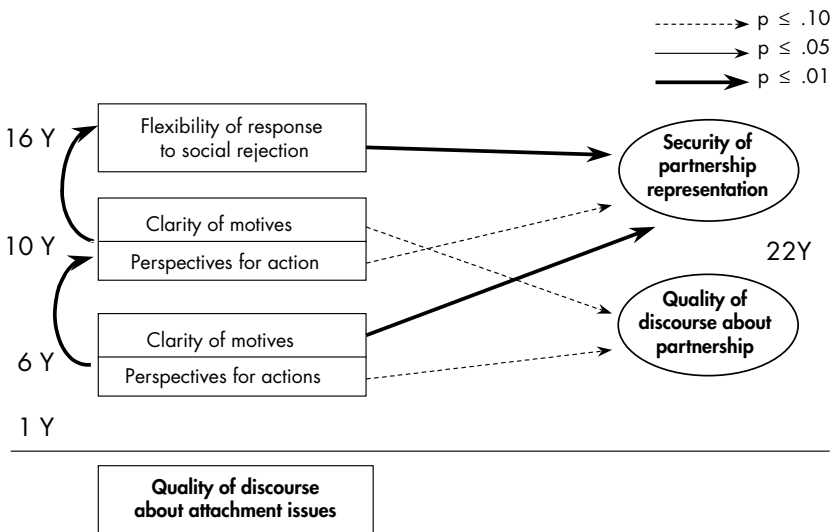 p ≤ .10
p ≤ .05
p ≤ .01
16 Y
Flexibility of response
to social rejection
Security of
partnership
representation
10 Y
Clarity of motives
Perspectives for action
22Y
Quality of
discourse about
partnership
6 Y
Clarity of motives
Perspectives for actions
1 Y
Quality of discourse
about attachment issues